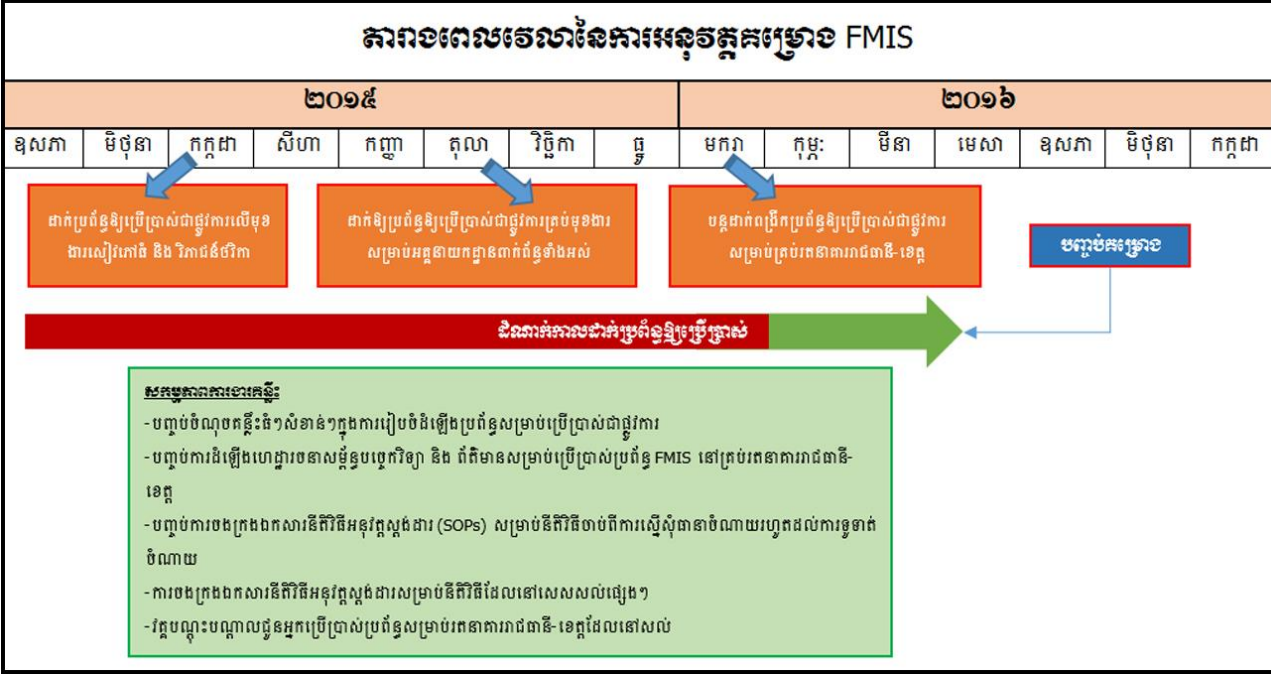 តារាងពេលវេលានៃការអនុវត្តគម្រោង FMIS
២០១៥ ២០១៦
ឧសភា មិថុនា កក្កដា សីហា កញ្ញា តុលា វិច្ឆិកា ធ្នូ មករា កុម្ភៈ មីនា មេសា ឧសភា មិថុនា កក្កដា
ដាក់ប្រព័ន្ធឱ្យប្រើប្រាស់ជាផ្លូវការលើមុខ
ងារសៀវភៅធំ និង វិភាជន៍ថវិកា
ដាក់ឱ្យប្រព័ន្ធឱ្យប្រើប្រាស់ជាផ្លូវការគ្រប់មុខងារ
សម្រាប់អគ្គនាយកដ្ឋានពាក់ព័ន្ធទាំងអស់
បន្តដាក់ពង្រីកប្រព័ន្ធឱ្យប្រើប្រាស់ជាផ្លូវការ
សម្រាប់គ្រប់រតនាគាររាជធានី-ខេត្ត
បញ្ចប់គម្រោង
ដំណាក់កាលដាក់ប្រព័ន្ធឱ្យប្រើប្រាស់
សកម្មភាពការងារគន្លឹះ
-បញ្ចប់ចំណុចគន្លឹះធំៗសំខាន់ៗក្នុងការរៀបចំដំឡើងប្រព័ន្ធសម្រាប់ប្រើប្រាស់ជាផ្លូវការ
-បញ្ចប់ការដំឡើងហេដ្ឋារចនាសម្ព័ន្ធបច្ចេកវិទ្យា និង ព័ត៌មានសម្រាប់ប្រើប្រាស់ប្រព័ន្ធ FMIS នៅគ្រប់រតនាគាររាជធានី-
ខេត្ត
-បញ្ចប់ការចងក្រងឯកសារនីតិវិធីអនុវត្តស្តង់ដារ (SOPs) សម្រាប់នីតិវិធីចាប់ពីការស្នើសុំធានាចំណាយរហូតដល់ការទូទាត់
ចំណាយ
-ការចងក្រងឯកសារនីតិវិធីអនុវត្តស្តង់ដារសម្រាប់នីតិវិធីដែលនៅសេសសល់ផ្សេងៗ
-វគ្គបណ្តុះបណ្តាលជូនអ្នកប្រើប្រាស់ប្រព័ន្ធសម្រាប់រតនាគាររាជធានី-ខេត្តដែលនៅសល់